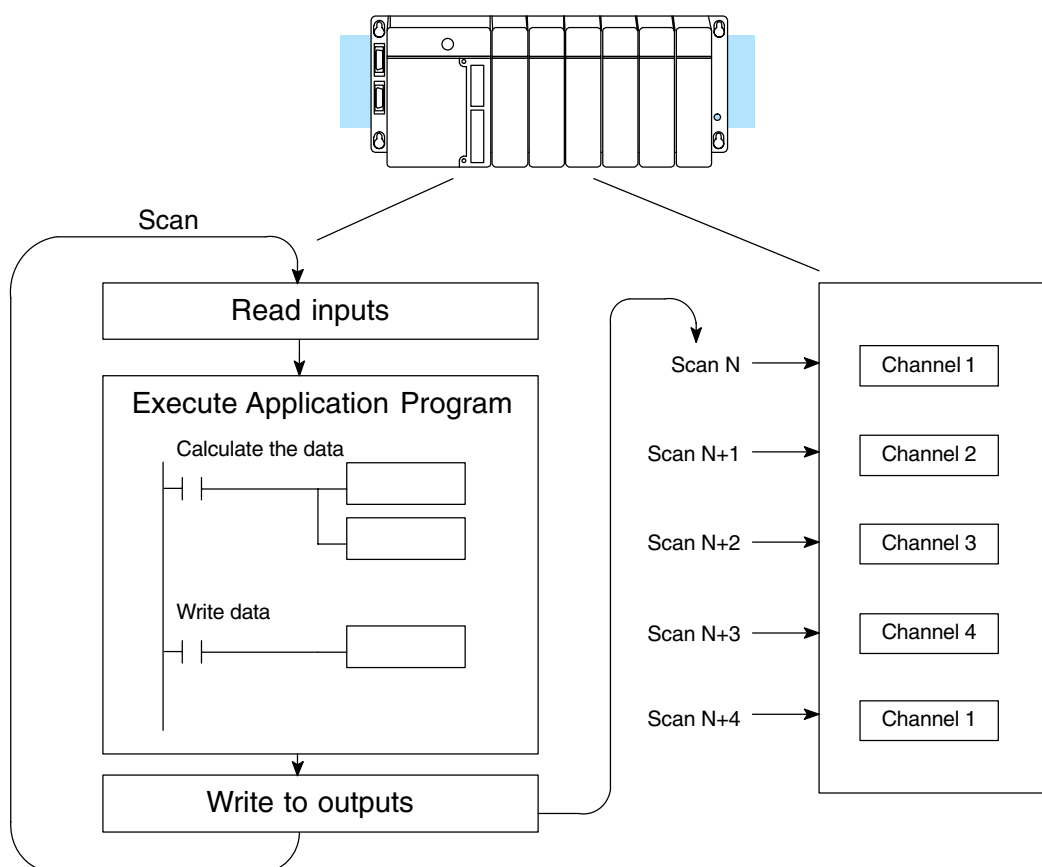 Scan
Read inputs
Execute Application Program
Calculate the data
Write data
Write to outputs
Scan N
Channel 1
Scan N+1
Channel 2
Scan N+2
Channel 3
Scan N+3
Channel 4
Scan N+4
Channel 1